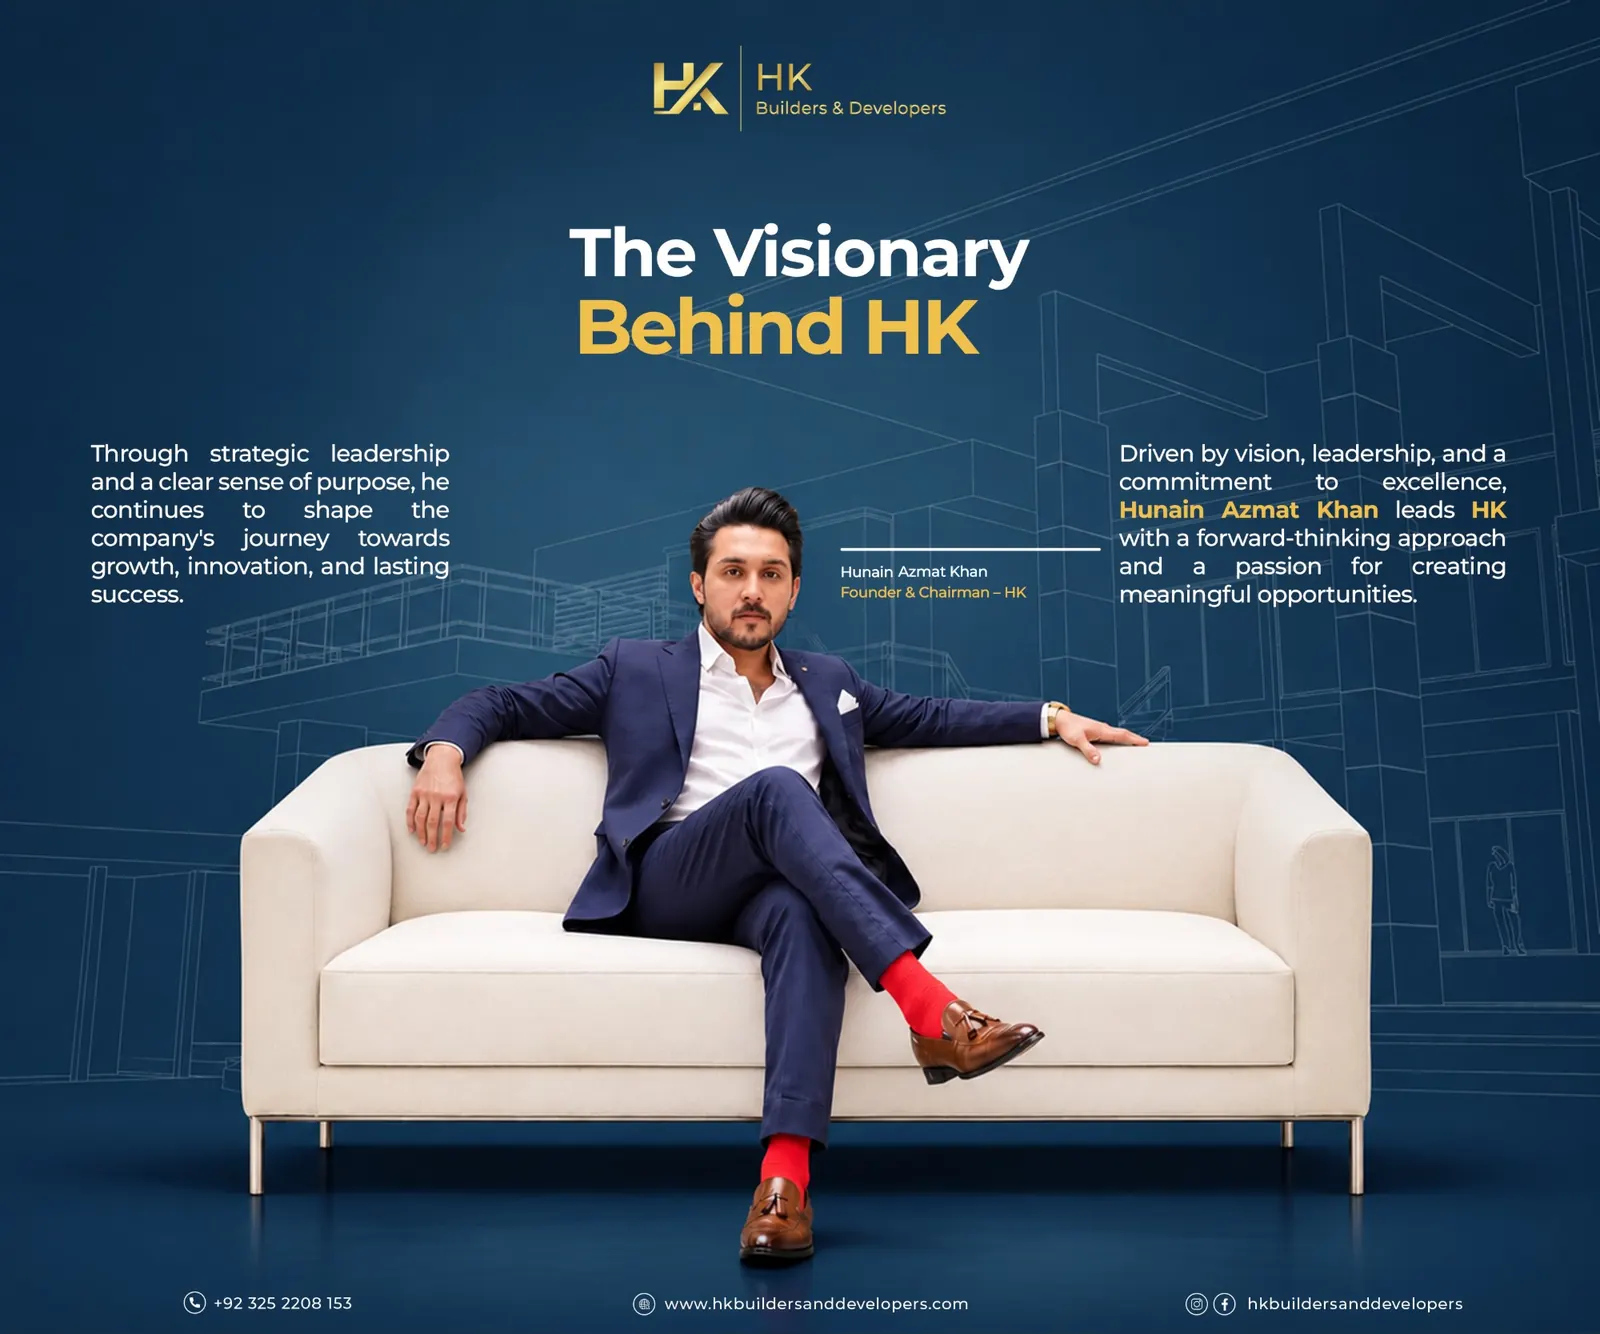 HK
HK
Builders & Developers
The Visionary
Behind HK
Through strategic leadership
and a clear sense of purpose, he
continues to shape the
company's journey towards
growth, innovation, and lasting
success.
Hunain Azmat Khan
Founder & Chairman – HK
Driven by vision, leadership, and a
commitment to excellence,
Hunain Azmat Khan leads HK
with a forward-thinking approach
and a passion for creating
meaningful opportunities.
+92 325 2208 153
www.hkbuildersanddevelopers.com
hkbuildersanddevelopers